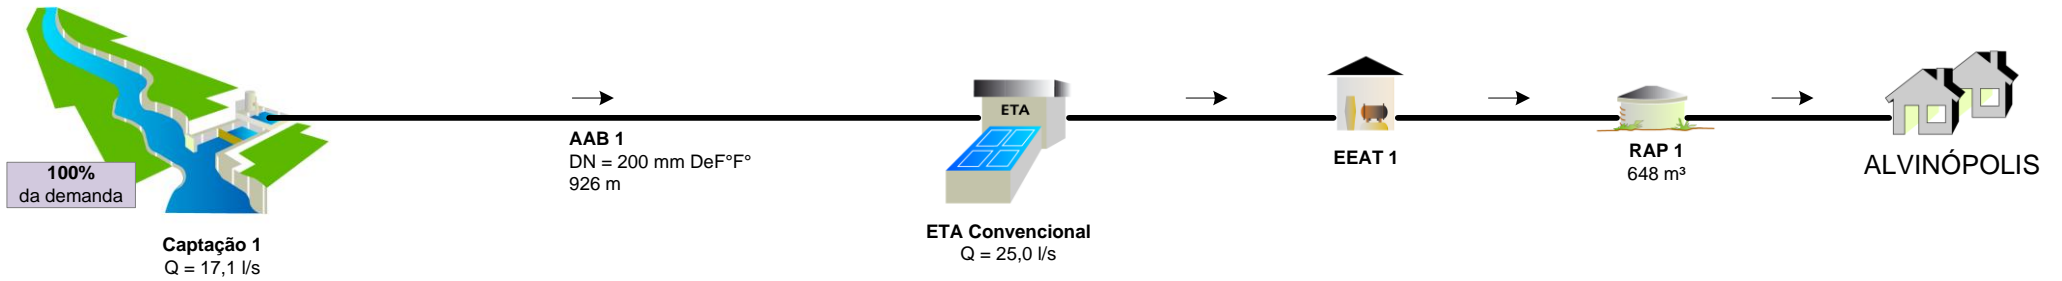 100%
da demanda
Captação 1
Q = 17,1 l/s
AAB 1
DN = 200 mm DeF°F°
926 m
ETA
ETA Convencional
Q = 25,0 l/s
EEAT 1
RAP 1
648 m³
ALVINÓPOLIS